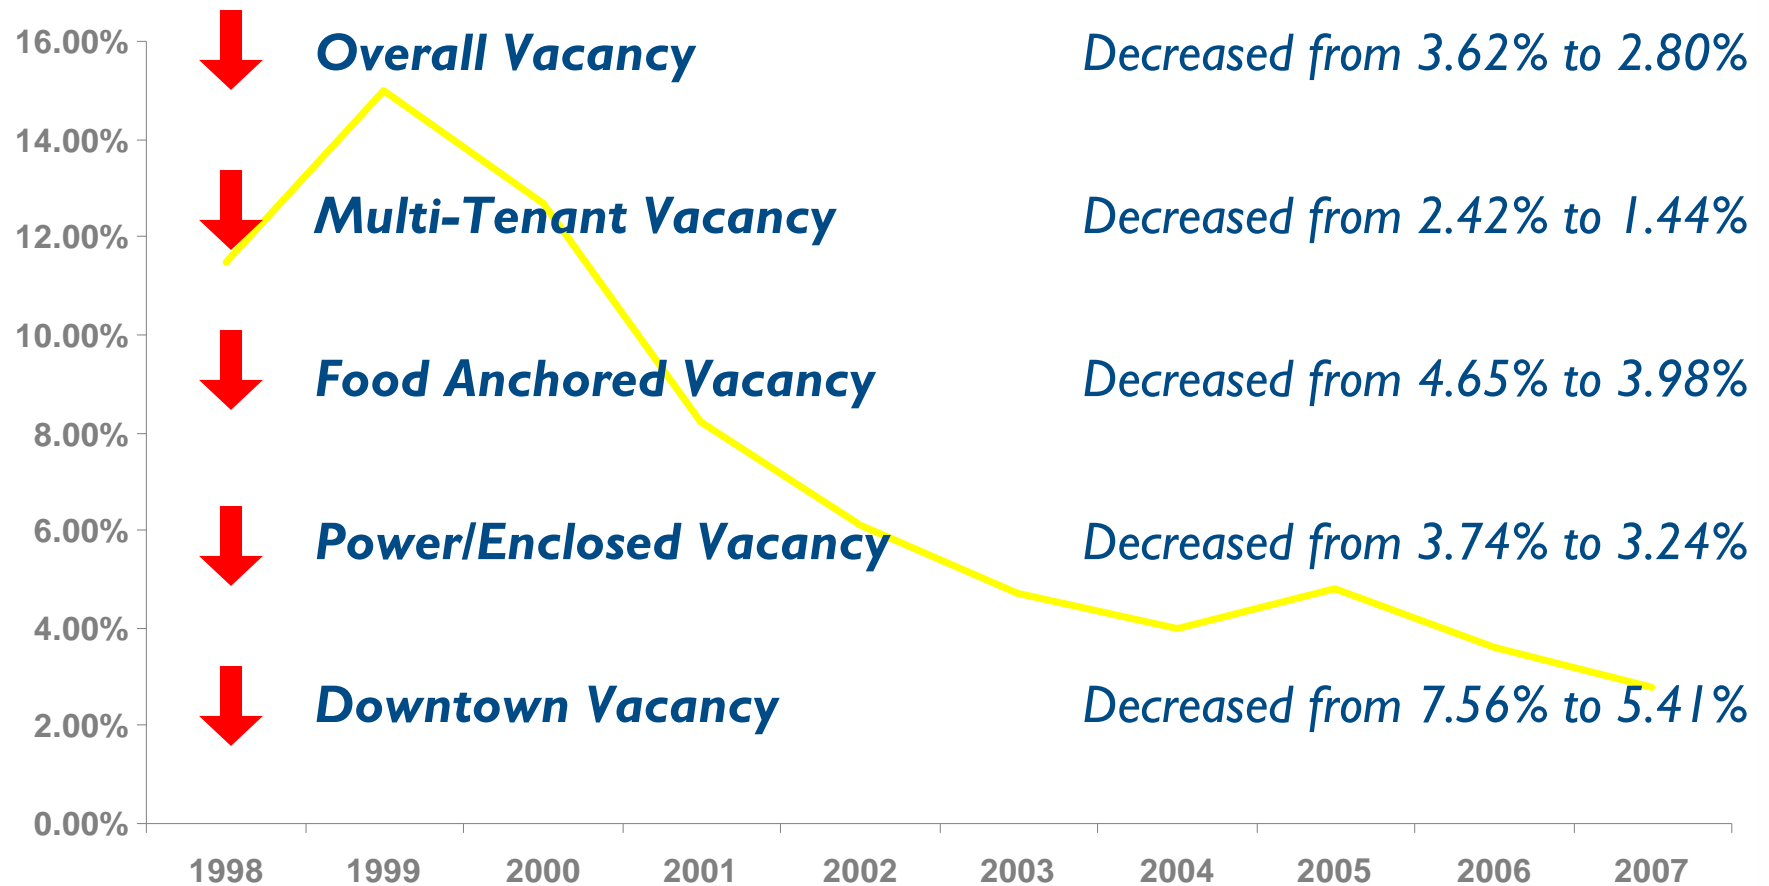 16.00%
Overall Vacancy Decreased from 3.62% to 2.80%
14.00%
Multi-Tenant Vacancy Decreased from 2.42% to 1.44%
12.00%
10.00%
Food Anchored Vacancy Decreased from 4.65% to 3.98%
8.00%
6.00%
Power/Enclosed Vacancy Decreased from 3.74% to 3.24%
4.00%
Downtown Vacancy Decreased from 7.56% to 5.41%
2.00%
0.00%
1998 1999 2000 2001 2002 2003 2004 2005 2006 2007